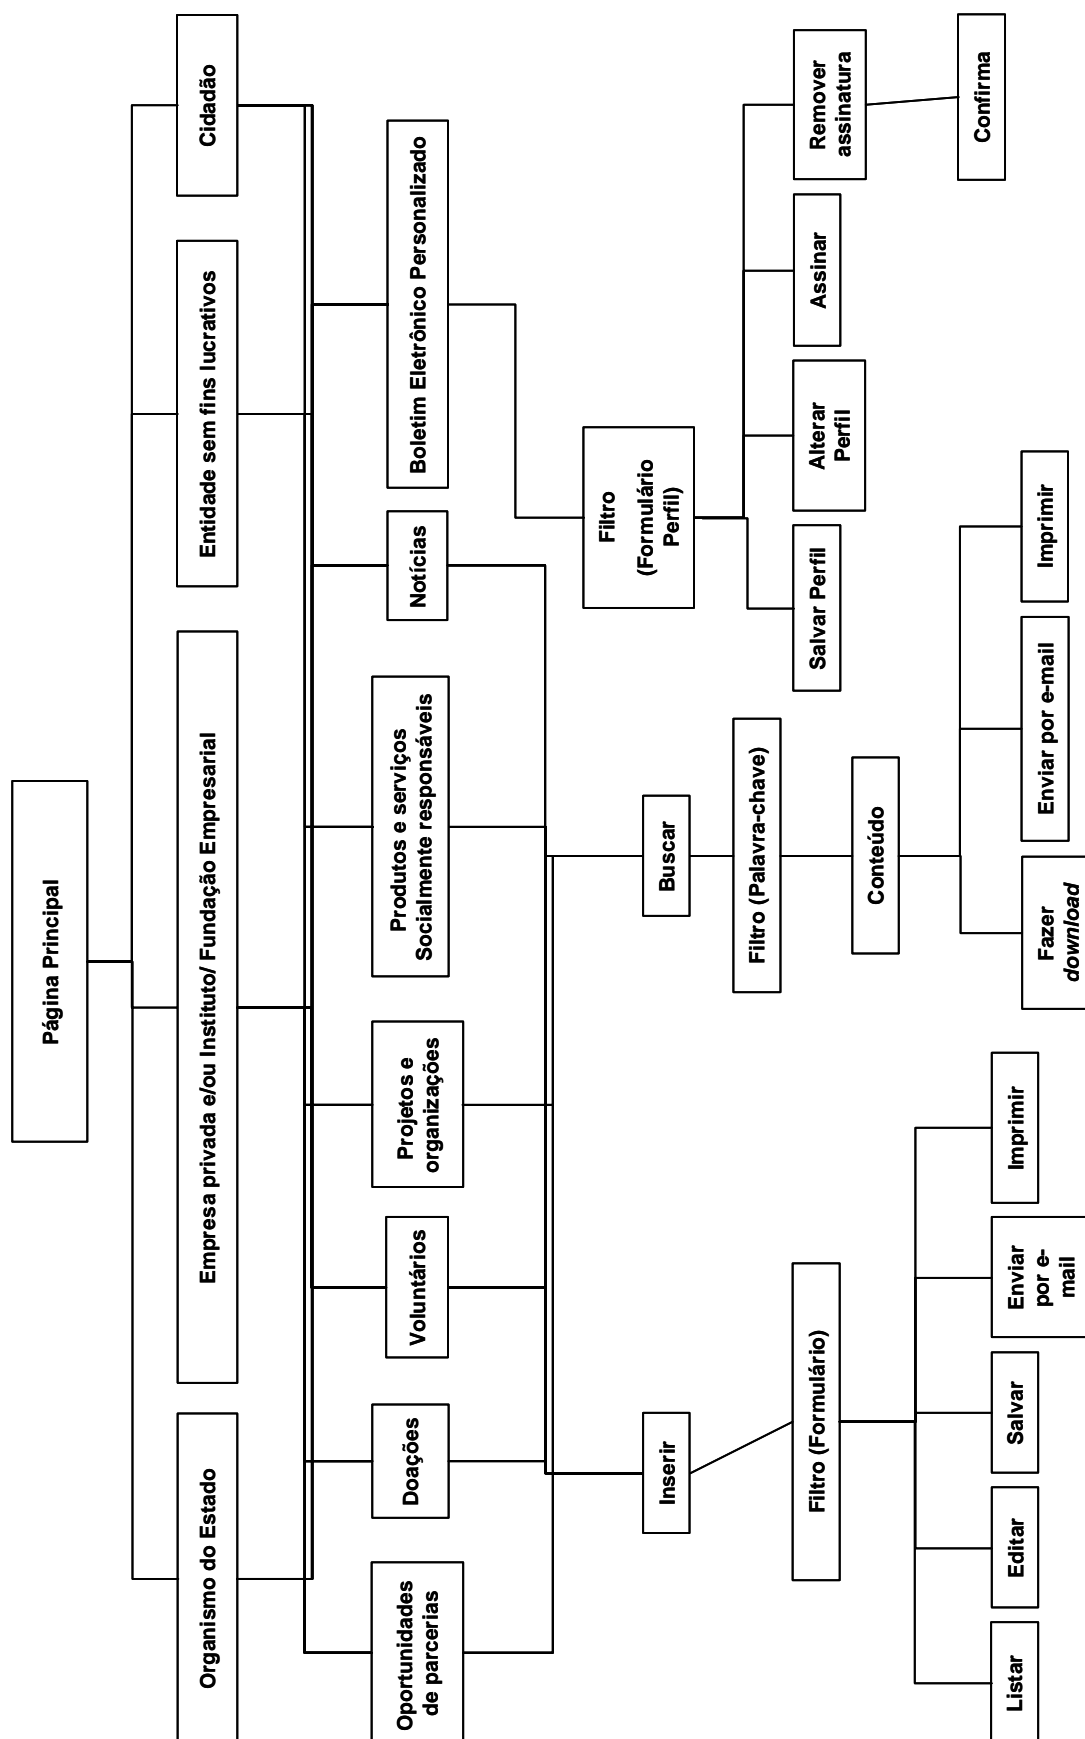 Página Principal
Organismo do Estado
Empresa privada e/ou Instituto/ Fundação Empresarial
Entidade sem fins lucrativos
Cidadão
Oportunidades
de parcerias
Doações
Voluntários
Projetos e
organizações
Produtos e serviços
Socialmente responsáveis
Notícias
Boletim Eletrônico Personalizado
Inserir
Buscar
Filtro
(Formulário
Perfil)
Filtro (Formulário)
Filtro (Palavra-chave)
Salvar Perfil
Alterar
Perfil
Assinar
Remover
assinatura
Conteúdo
Confirma
Listar
Editar
Salvar
Enviar
por e-
mail
Imprimir
Fazer
download
Enviar por e-mail
Imprimir